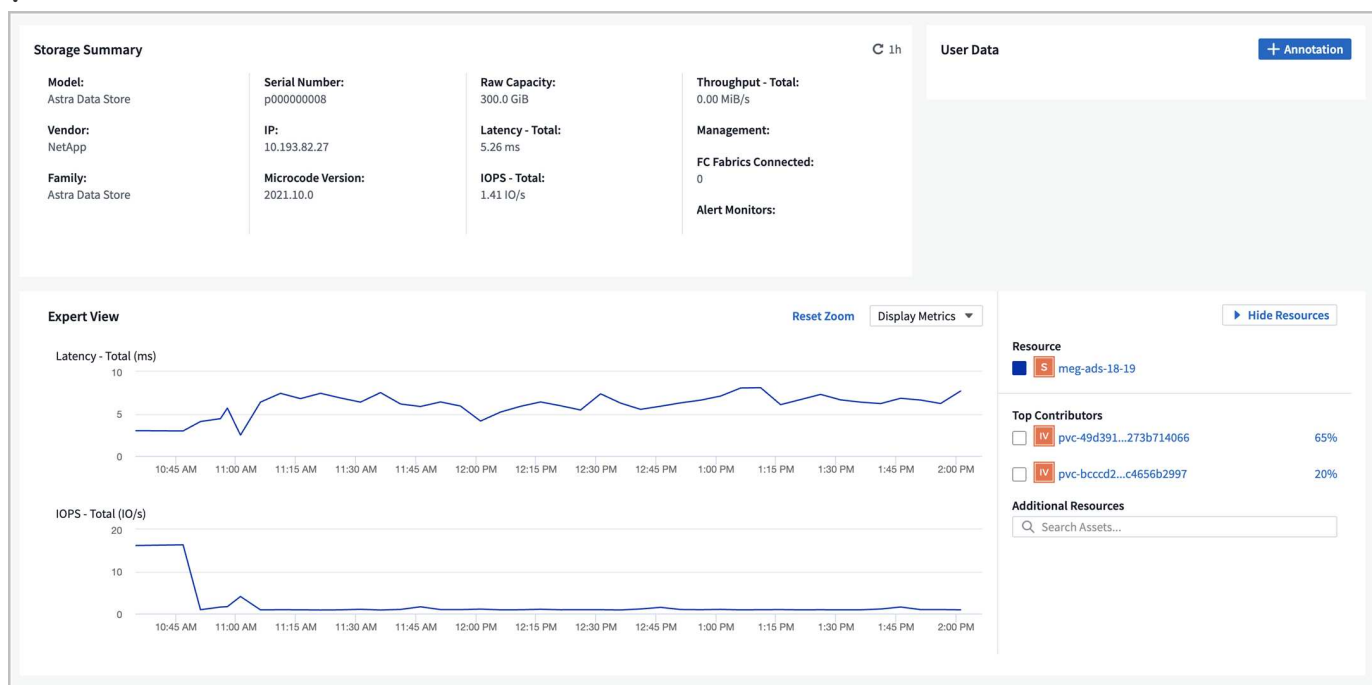 Storage Summary
1h
Model:
Astra Data Store
Vendor:
NetApp
Family:
Astra Data Store
Serial Number:
p000000008
IP:
10.193.82.27
Microcode Version:
2021.10.0
Raw Capacity:
300.0 GiB
Latency - Total:
5.26 ms
IOPS - Total:
1.41 IO/s
Throughput - Total:
0.00 MiB/s
Management:
FC Fabrics Connected:
0
Alert Monitors:
User Data
+ Annotation
Expert View
Reset Zoom
Display Metrics
Latency - Total (ms)
10
5
0
10:45 AM 11:00 AM 11:15 AM 11:30 AM 11:45 AM 12:00 PM 12:15 PM 12:30 PM 12:45 PM 1:00 PM 1:15 PM 1:30 PM 1:45 PM 2:00 PM
IOPS - Total (IO/s)
20
10
0
10:45 AM 11:00 AM 11:15 AM 11:30 AM 11:45 AM 12:00 PM 12:15 PM 12:30 PM 12:45 PM 1:00 PM 1:15 PM 1:30 PM 1:45 PM 2:00 PM
Hide Resources
Resource
S meg-ads-18-19
Top Contributors
IV pvc-49d391...273b714066 65%
IV pvc-bcccd2...c4656b2997 20%
Additional Resources
Search Assets...